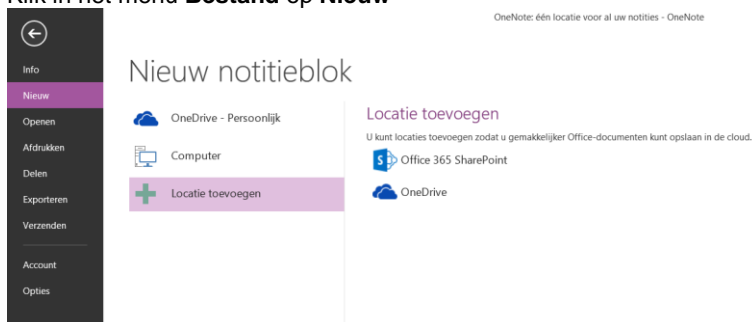 Klik in het menu Bestand op Nieuw
OneNote: één locatie voor al uw notities - OneNote
Info
Nieuw
Openen
Afdrukken
Delen
Exporteren
Verzenden
Account
Opties
Nieuw notitieblok
OneDrive - Persoonlijk
Computer
Locatie toevoegen
Locatie toevoegen
U kunt locaties toevoegen zodat u gemakkelijker Office-documenten kunt opslaan in de cloud.
Office 365 SharePoint
OneDrive